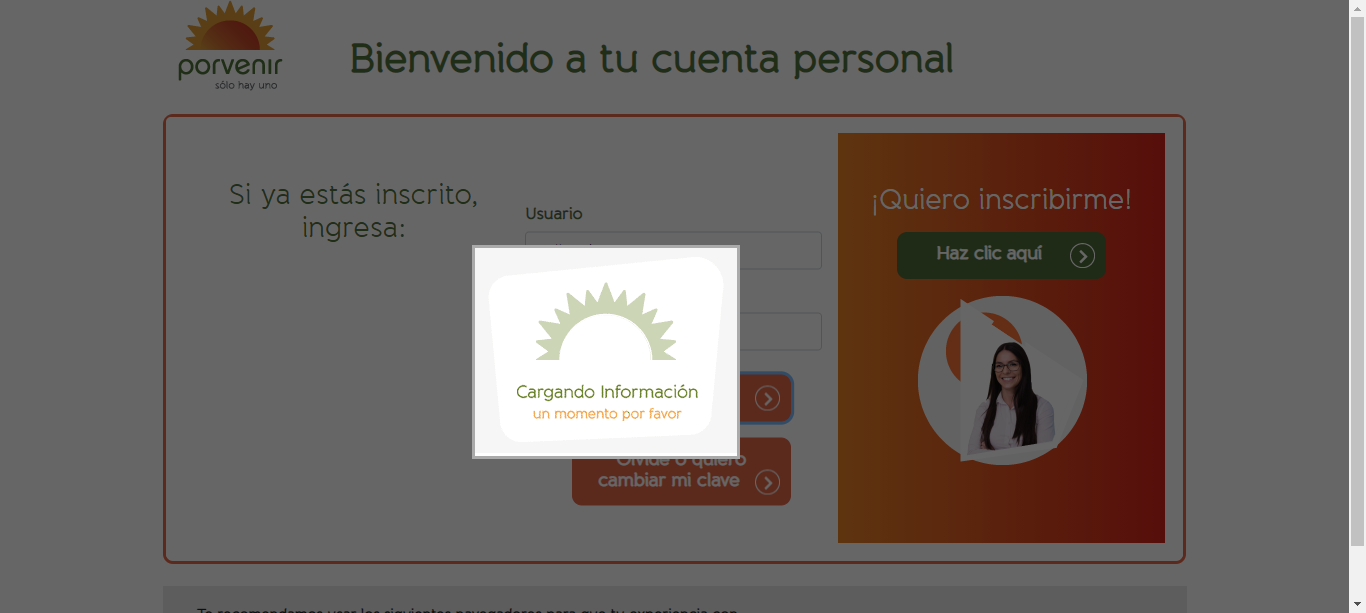 porvenir
sólo hay uno
Bienvenido a tu cuenta personal
Si ya estás inscrito,
ingresa:
Usuario
Cargando Información
un momento por favor
Olvidé o quiero
cambiar mi clave
¡Quiero inscribirme!
Haz clic aquí
Te recomendamos usar los siguientes navegadores para que tu experiencia con